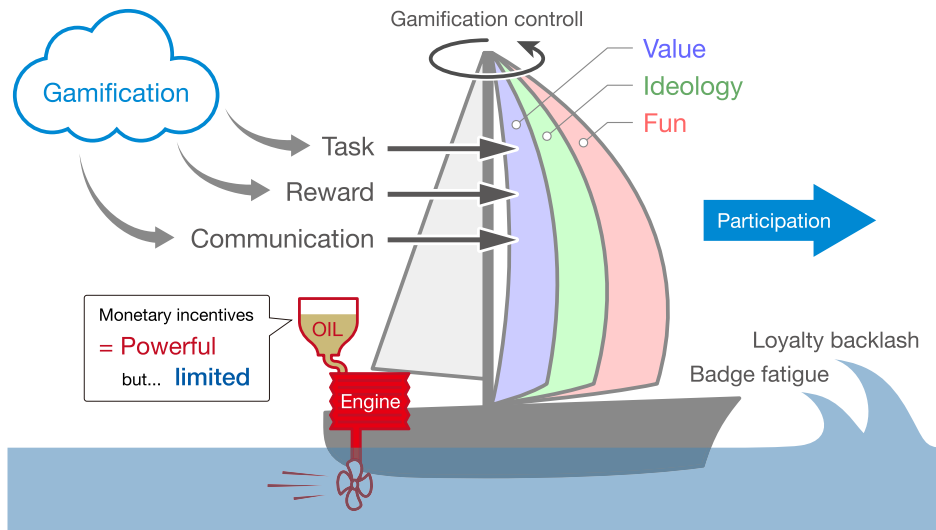 Gamification controll
Value
Ideology
Fun
Gamification
Task
Reward
Communication
Participation
Monetary incentives
= Powerful
but... limited
OIL
Engine
Loyalty backlash
Badge fatigue